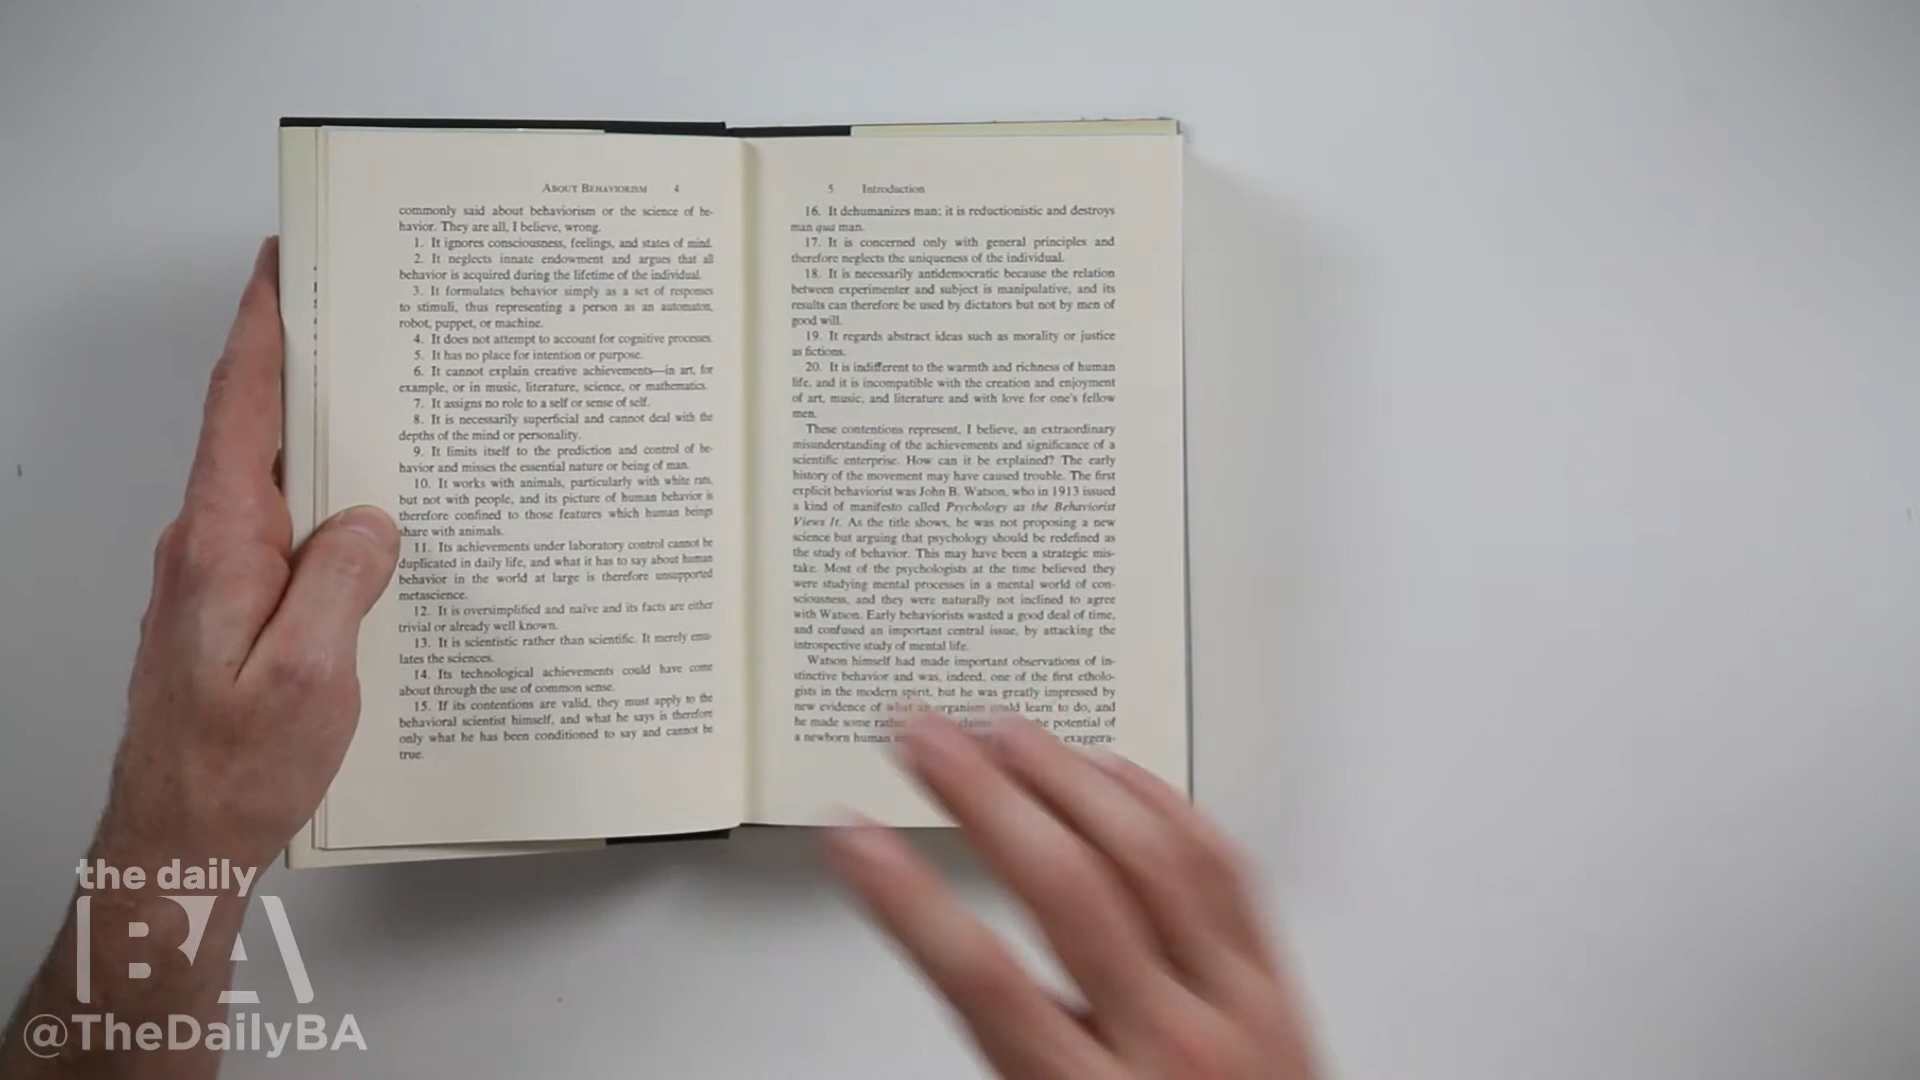 ABOUT BEHAVIORISM 4
commonly said about behaviorism or the science of be-
havior. They are all, I believe, wrong.
1. It ignores consciousness, feelings, and states of mind.
2. It neglects innate endowment and argues that all
behavior is acquired during the lifetime of the individual.
3. It formulates behavior simply as a set of responses
to stimuli, thus representing a person as an automaton,
robot, puppet, or machine.
4. It does not attempt to account for cognitive processes.
5. It has no place for intention or purpose.
6. It cannot explain creative achievements—in art, for
example, or in music, literature, science, or mathematics.
7. It assigns no role to a self or sense of self.
8. It is necessarily superficial and cannot deal with the
depths of the mind or personality.
9. It limits itself to the prediction and control of be-
havior and misses the essential nature or being of man.
10. It works with animals, particularly with white rats,
but not with people, and its picture of human behavior is
therefore confined to those features which human beings
share with animals.
11. Its achievements under laboratory control cannot be
duplicated in daily life, and what it has to say about human
behavior in the world at large is therefore unsupported
metascience.
12. It is oversimplified and naïve and its facts are either
trivial or already well known.
13. It is scientistic rather than scientific. It merely emu-
lates the sciences.
14. Its technological achievements could have come
about through the use of common sense.
15. If its contentions are valid, they must apply to the
behavioral scientist himself, and what he says is therefore
only what he has been conditioned to say and cannot be
true.
5 Introduction
16. It dehumanizes man; it is reductionistic and destroys
man qua man.
17. It is concerned only with general principles and
therefore neglects the uniqueness of the individual.
18. It is necessarily antidemocratic because the relation
between experimenter and subject is manipulative, and its
results can therefore be used by dictators but not by men of
good will.
19. It regards abstract ideas such as morality or justice
as fictions.
20. It is indifferent to the warmth and richness of human
life, and it is incompatible with the creation and enjoyment
of art, music, and literature and with love for one's fellow
men.
These contentions represent, I believe, an extraordinary
misunderstanding of the achievements and significance of a
scientific enterprise. How can it be explained? The early
history of the movement may have caused trouble. The first
explicit behaviorist was John B. Watson, who in 1913 issued
a kind of manifesto called Psychology as the Behaviorist
Views It. As the title shows, he was not proposing a new
science but arguing that psychology should be redefined as
the study of behavior. This may have been a strategic mis-
take. Most of the psychologists at the time believed they
were studying mental processes in a mental world of con-
sciousness, and they were naturally not inclined to agree
with Watson. Early behaviorists wasted a good deal of time,
and confused an important central issue, by attacking the
introspective study of mental life.
Watson himself had made important observations of in-
stinctive behavior and was, indeed, one of the first etholo-
gists in the modern spirit, but he was greatly impressed by
new evidence of what an organism could learn to do, and
he made some rather claims the potential of
a newborn human exaggera-
the daily
BA
@TheDailyBA